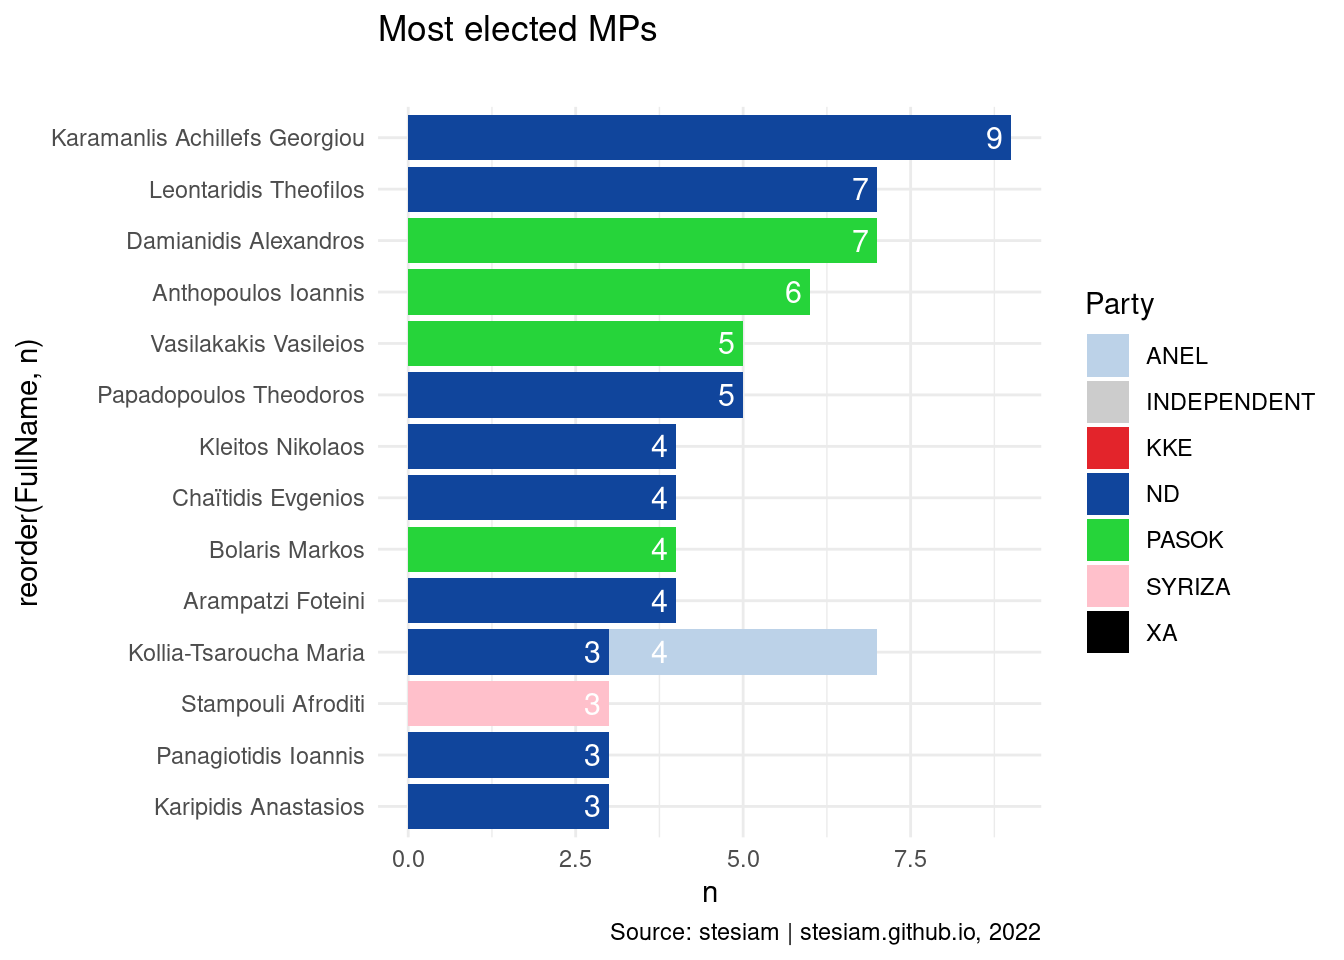 Most elected MPs
reorder(FullName, n)
Karamanlis Achillefs Georgiou 9
Leontaridis Theofilos 7
Damianidis Alexandros 7
Anthopoulos Ioannis 6
Vasilakakis Vasileios 5
Papadopoulos Theodoros 5
Kleitos Nikolaos 4
Chaïtidis Evgenios 4
Bolaris Markos 4
Arampatzi Foteini 4
Kollia-Tsaroucha Maria 3 4
Stampouli Afroditi 3
Panagiotidis Ioannis 3
Karipidis Anastasios 3
0.0 2.5 5.0 7.5
n
Party
ANEL
INDEPENDENT
KKE
ND
PASOK
SYRIZA
XA
Source: stesiam | stesiam.github.io, 2022